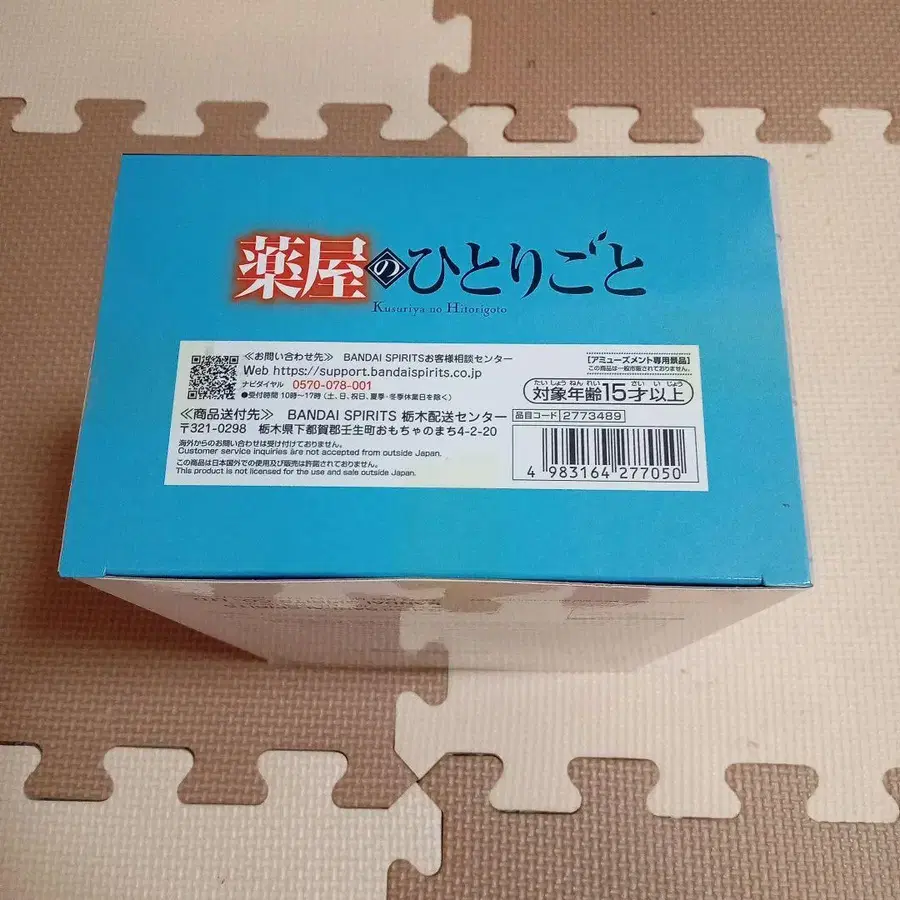 薬屋のひとりごと
Kusuriya no Hitorigoto
≪お問い合わせ先≫ BANDAI SPIRITSお客様相談センター
Web https://support.bandaispirits.co.jp
ナビダイヤル 0570-078-001
●受付時間 10時〜17時(土、日、祝日、夏季・冬季休業日を除く)
≪商品送付先≫ BANDAI SPIRITS 栃木配送センター
〒321-0298 栃木県下都賀郡壬生町おもちゃのまち4-2-20
海外からのお問い合わせは受け付けておりません。
Customer service inquiries are not accepted from outside Japan.
この商品は日本国外での使用及び販売は許諾されておりません。
This product is not licensed for the use and sale outside Japan.
[アミューズメント専用景品]
この商品は一般市販されておりません。
たいしょうねんれい さい いじょう
対象年齢15才以上
品目コード 2773489
4 983164 277050